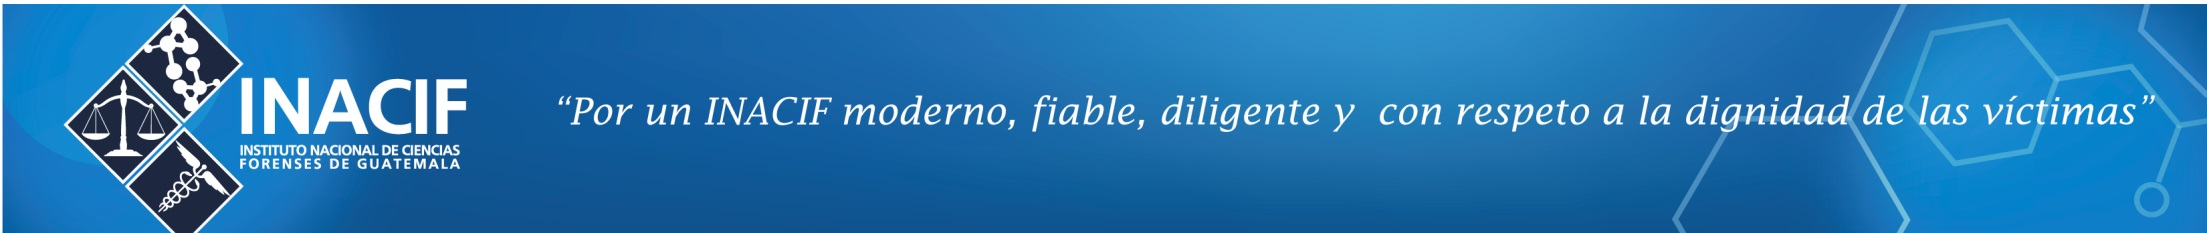 INACIF
INSTITUTO NACIONAL DE CIENCIAS
FORENSES DE GUATEMALA
“Por un INACIF moderno, fiable, diligente y  con respeto a la dignidad de las víctimas”